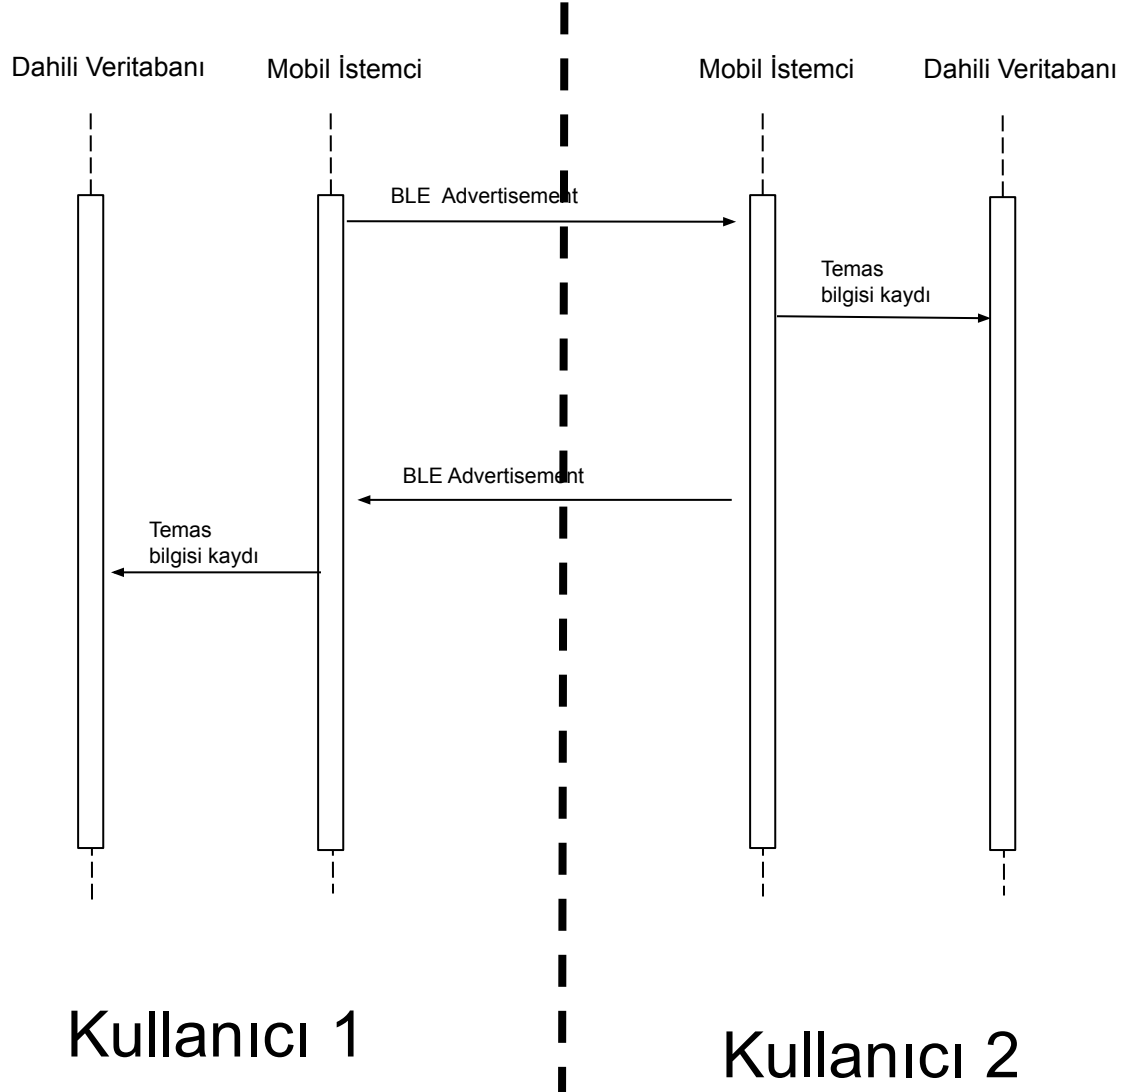 Dahili Veritabanı
Mobil İstemci
Mobil İstemci
Dahili Veritabanı
BLE  Advertisement
Temas
bilgisi kaydı
BLE Advertisement
Temas
bilgisi kaydı
Kullanıcı 1
Kullanıcı 2